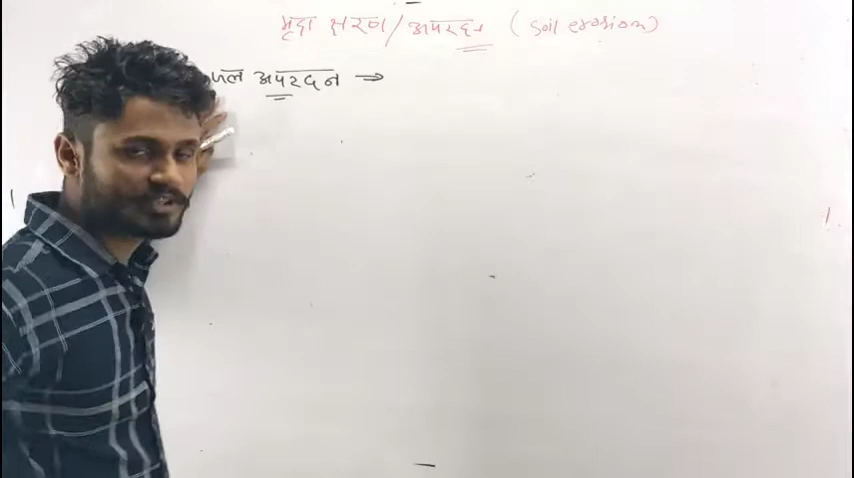 मृदा क्षरण/अपरदन (Soil erosion)
जल अपरदन →